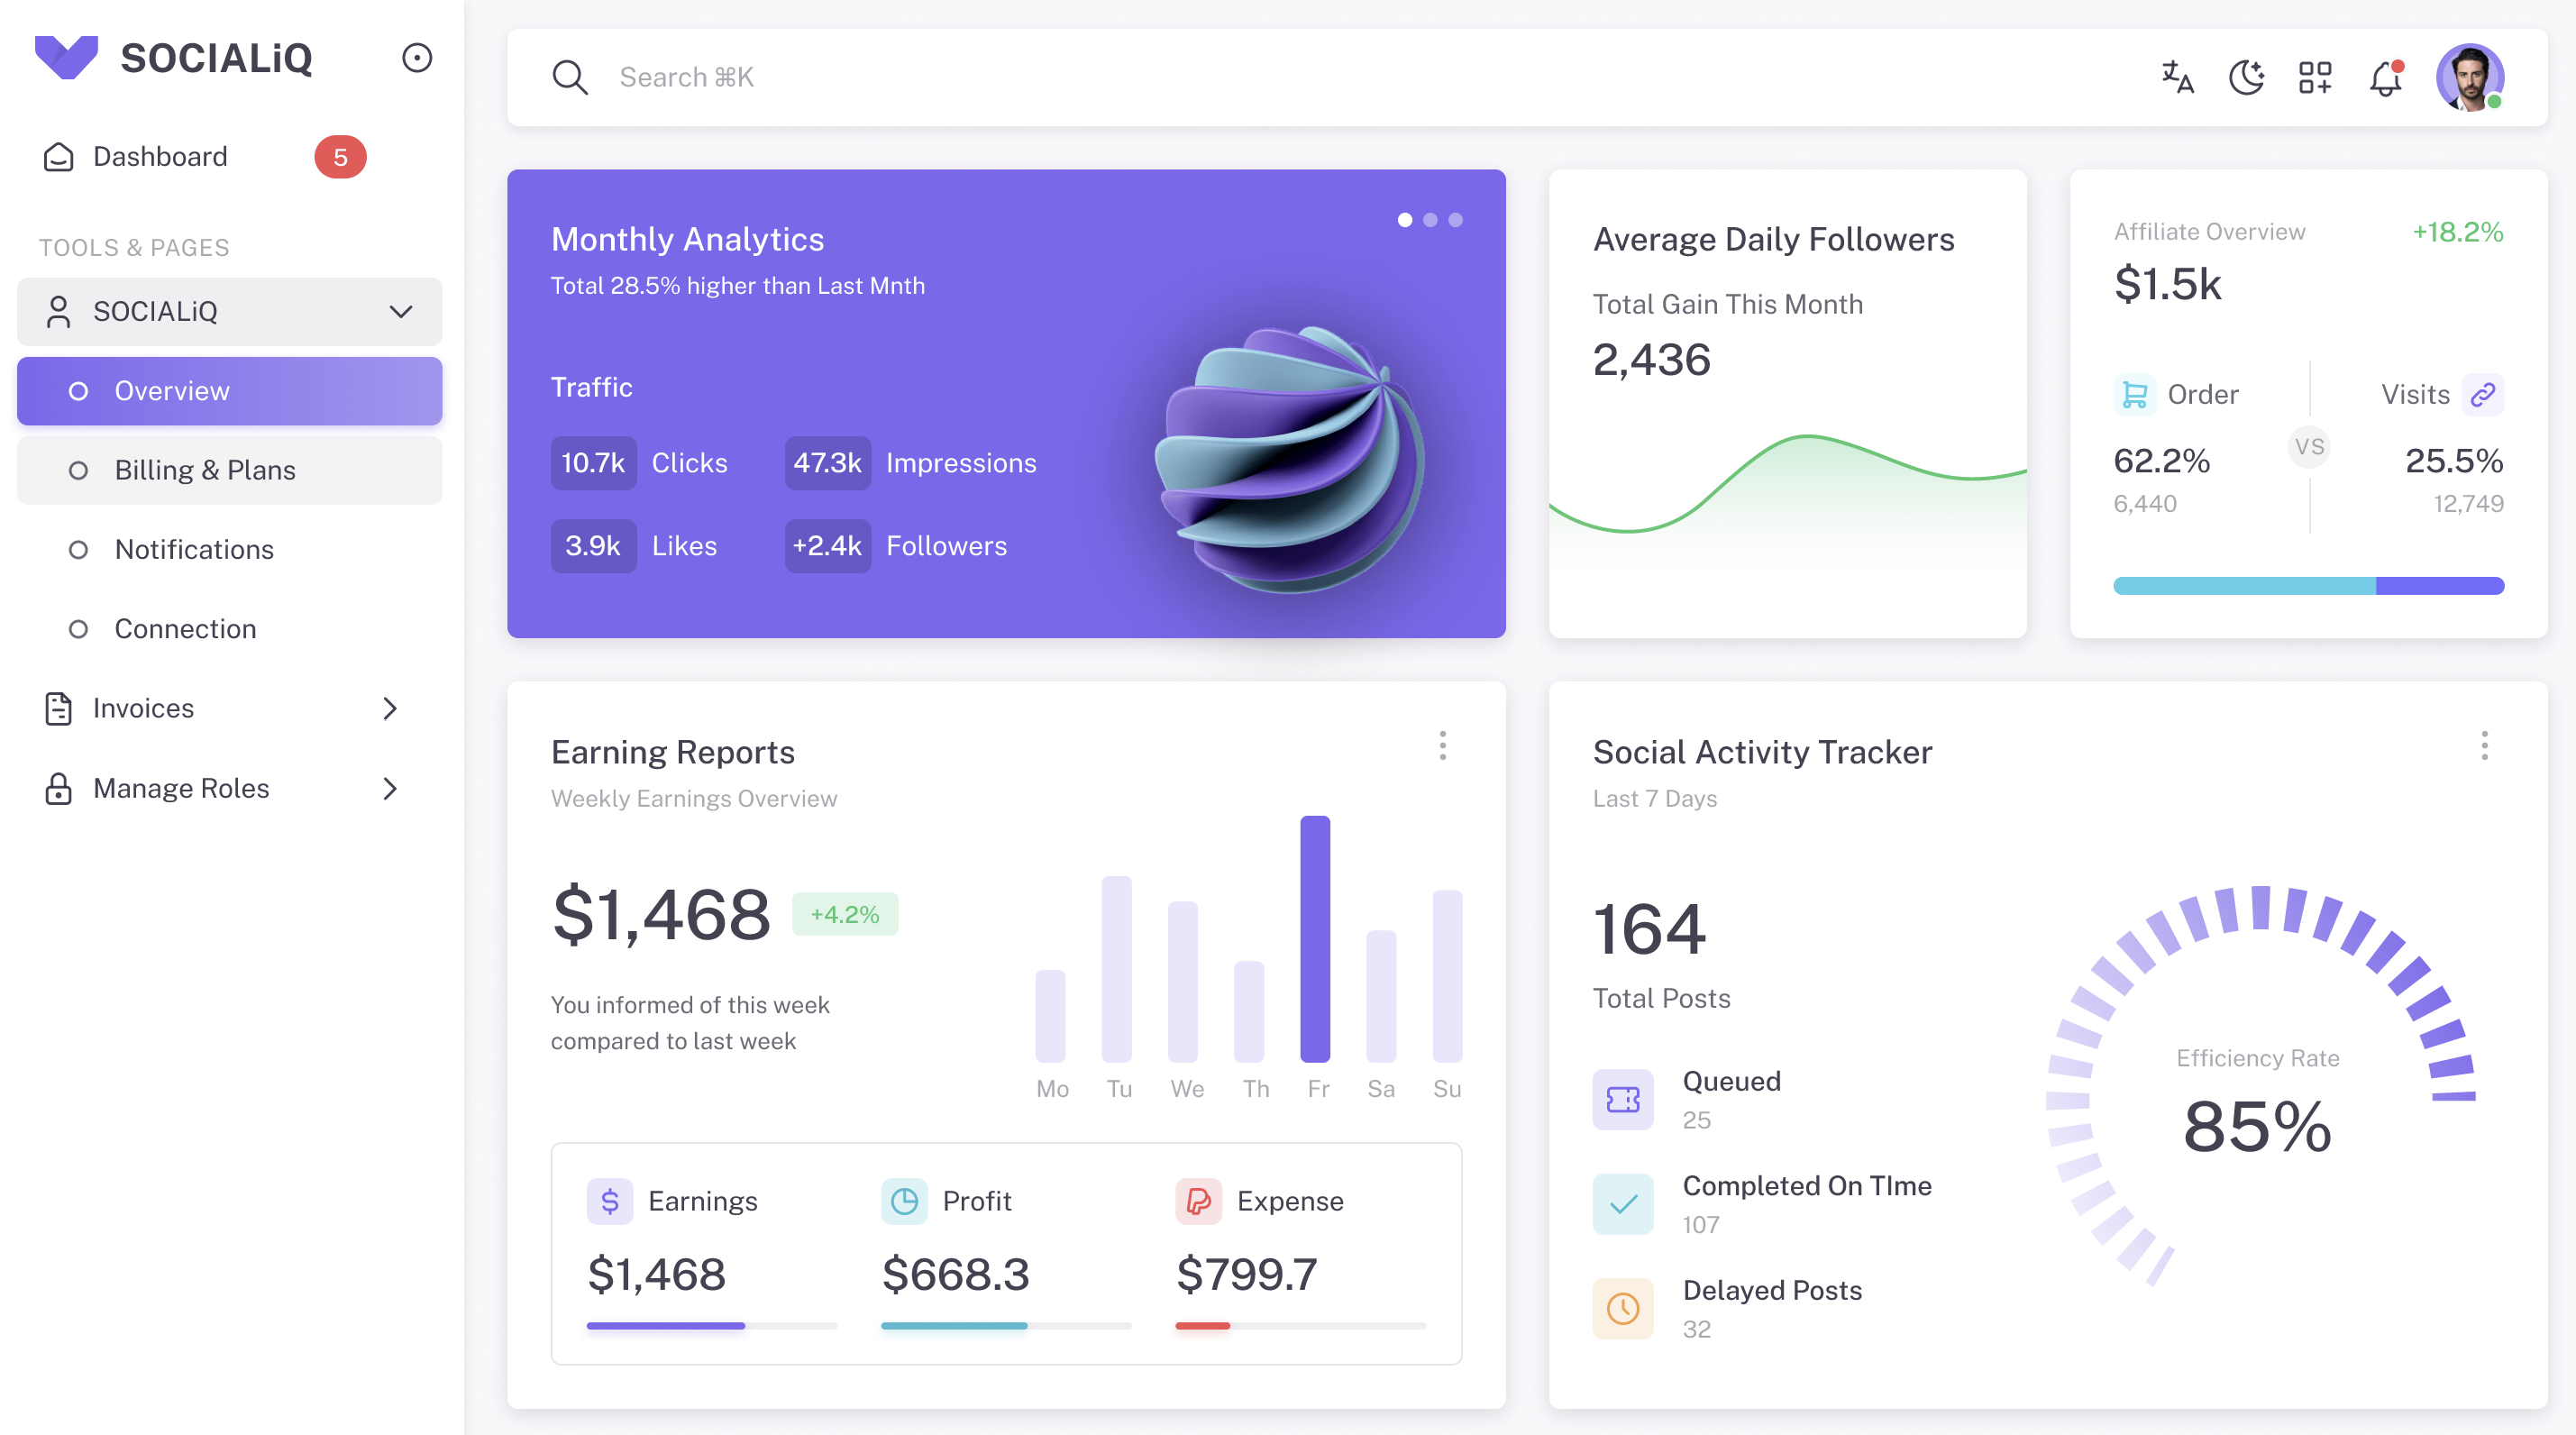 SOCIALiQ
Dashboard 5
TOOLS & PAGES
SOCIALiQ
Overview
Billing & Plans
Notifications
Connection
Invoices
Manage Roles
Search ⌘K
Monthly Analytics
Total 28.5% higher than Last Mnth
Traffic
10.7k Clicks 47.3k Impressions
3.9k Likes +2.4k Followers
Average Daily Followers
Total Gain This Month
2,436
Affiliate Overview +18.2%
$1.5k
Order Visits
VS
62.2% 25.5%
6,440 12,749
Earning Reports
Weekly Earnings Overview
$1,468 +4.2%
You informed of this week
compared to last week
Mo Tu We Th Fr Sa Su
Earnings Profit Expense
$1,468 $668.3 $799.7
Social Activity Tracker
Last 7 Days
164
Total Posts
Queued
25
Completed On TIme
107
Delayed Posts
32
Efficiency Rate
85%